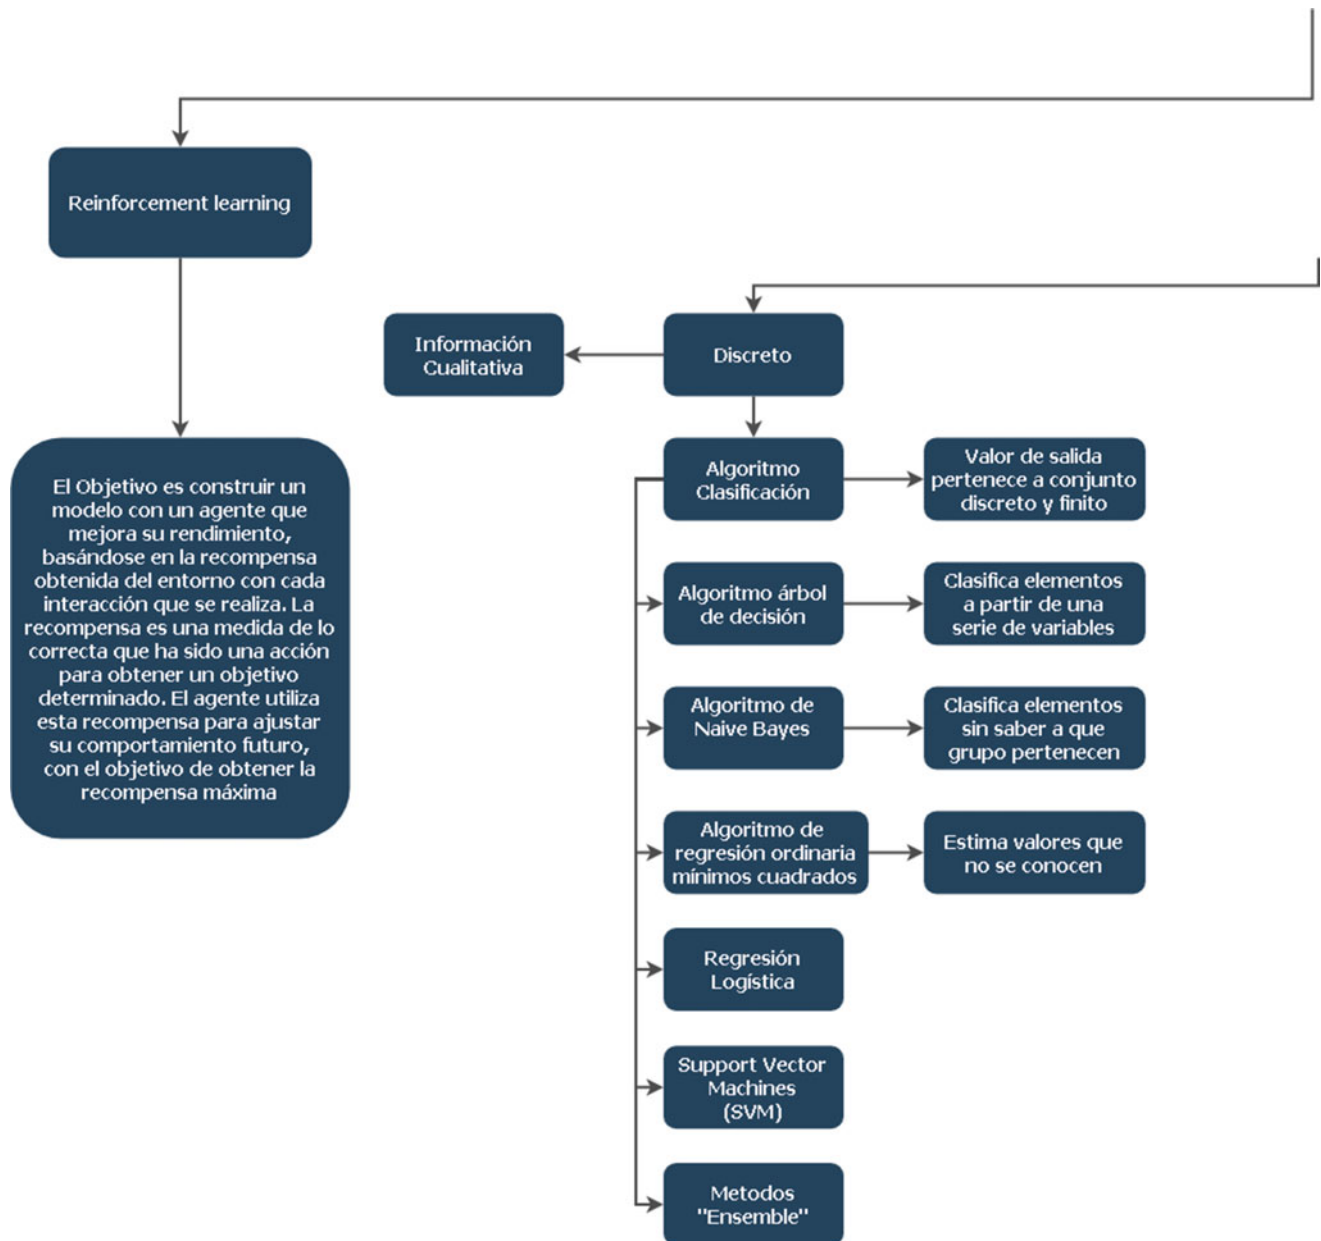 Reinforcement learning
El Objetivo es construir un
modelo con un agente que
mejora su rendimiento,
basándose en la recompensa
obtenida del entorno con cada
interacción que se realiza. La
recompensa es una medida de lo
correcta que ha sido una acción
para obtener un objetivo
determinado. El agente utiliza
esta recompensa para ajustar
su comportamiento futuro,
con el objetivo de obtener la
recompensa máxima
Información
Cualitativa
Discreto
Algoritmo
Clasificación
Valor de salida
pertenece a conjunto
discreto y finito
Algoritmo árbol
de decisión
Clasifica elementos
a partir de una
serie de variables
Algoritmo de
Naive Bayes
Clasifica elementos
sin saber a que
grupo pertenecen
Algoritmo de
regresión ordinaria
mínimos cuadrados
Estima valores que
no se conocen
Regresión
Logística
Support Vector
Machines
(SVM)
Metodos
"Ensemble"